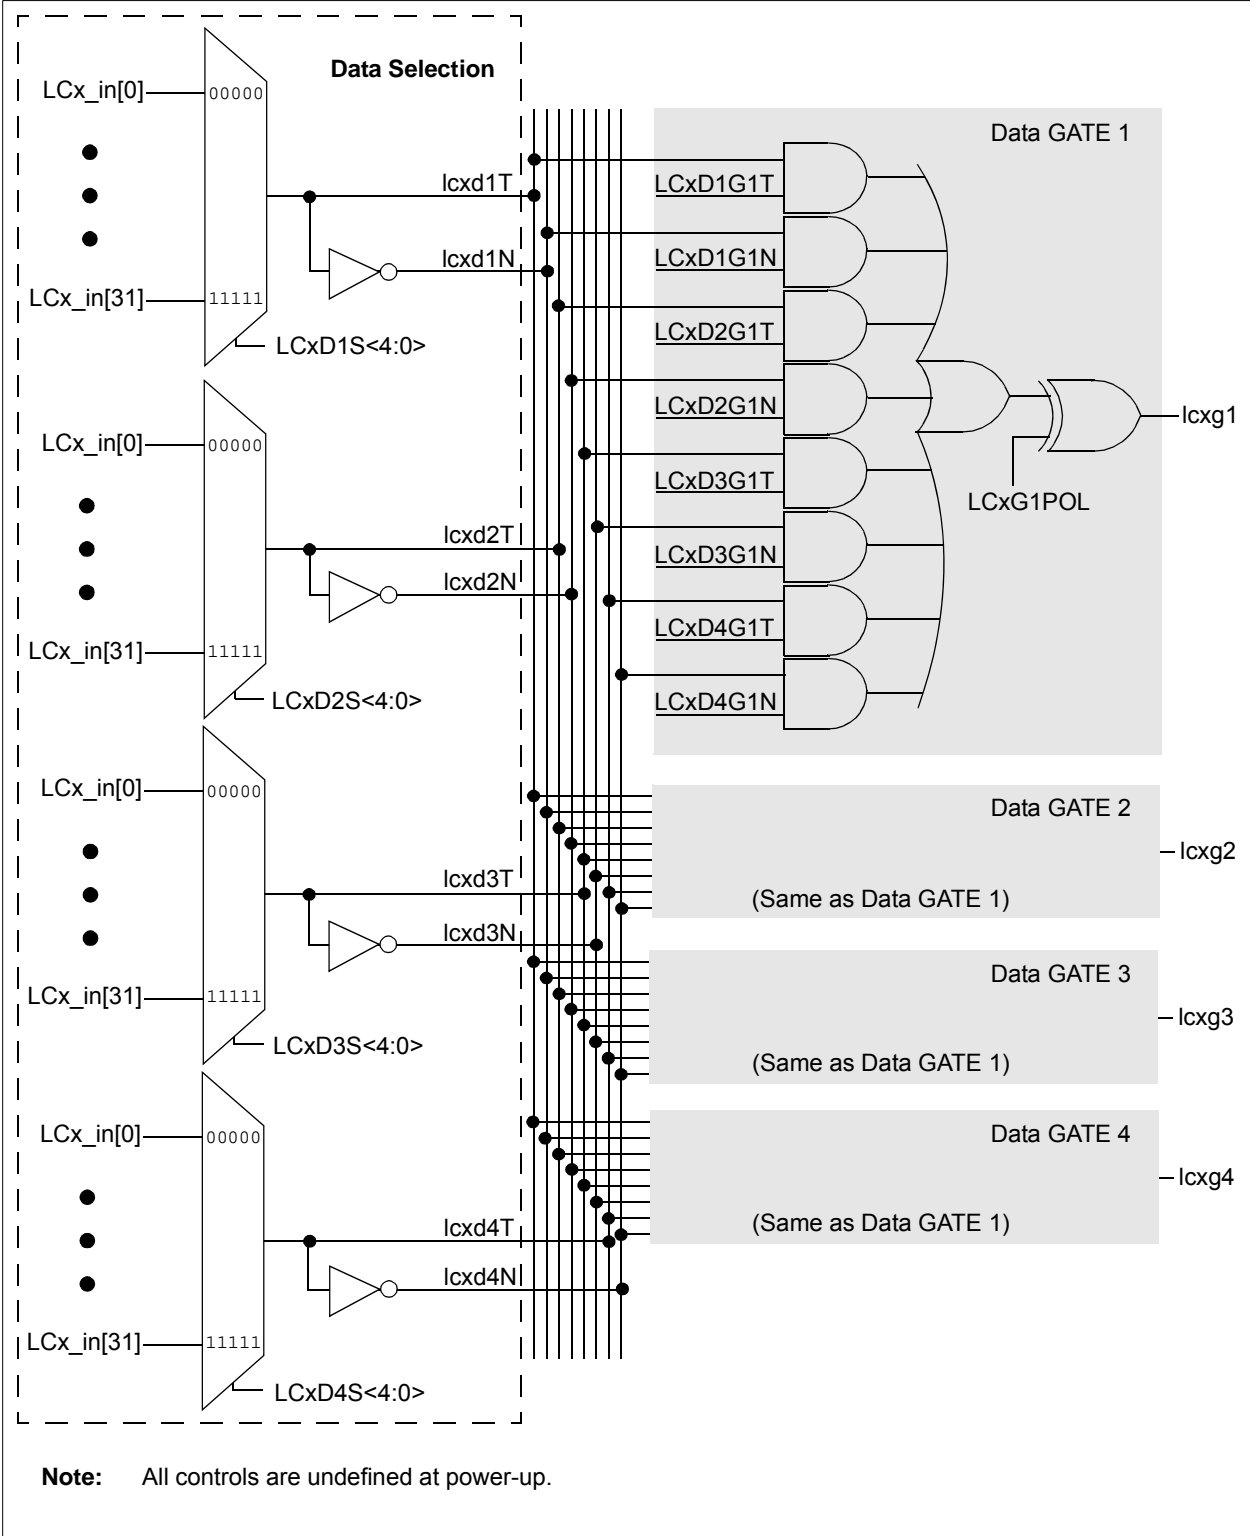 Data Selection
LCx_in[0]
00000
LCx_in[31]
11111
LCxD1S<4:0>
lcxd1T
lcxd1N
LCx_in[0]
00000
LCx_in[31]
11111
LCxD2S<4:0>
lcxd2T
lcxd2N
LCx_in[0]
00000
LCx_in[31]
11111
LCxD3S<4:0>
lcxd3T
lcxd3N
LCx_in[0]
00000
LCx_in[31]
11111
LCxD4S<4:0>
lcxd4T
lcxd4N
Data GATE 1
LCxD1G1T
LCxD1G1N
LCxD2G1T
LCxD2G1N
LCxD3G1T
LCxD3G1N
LCxD4G1T
LCxD4G1N
LCxG1POL
lcxg1
Data GATE 2
(Same as Data GATE 1)
lcxg2
Data GATE 3
(Same as Data GATE 1)
lcxg3
Data GATE 4
(Same as Data GATE 1)
lcxg4
Note: All controls are undefined at power-up.